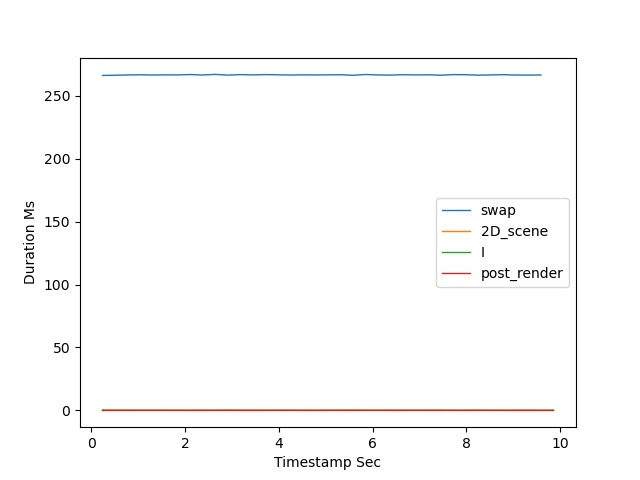 250
200
150
100
50
0
Duration Ms
swap
2D_scene
I
post_render
0 2 4 6 8 10
Timestamp Sec